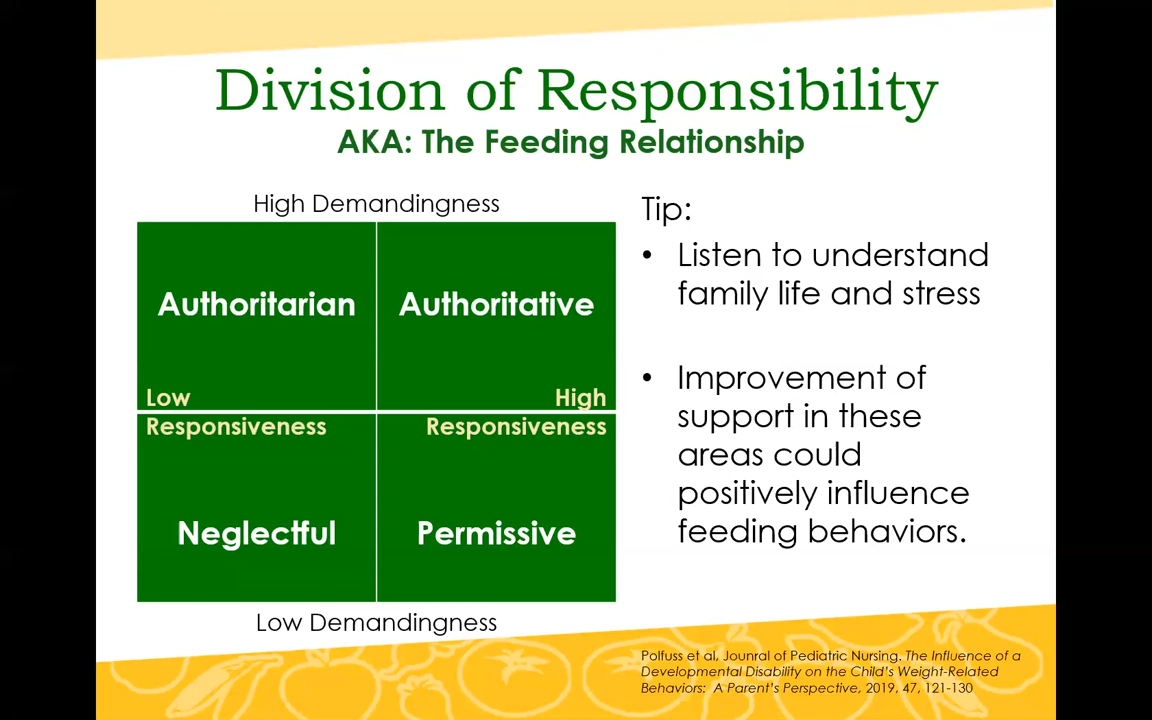 Division of Responsibility
AKA: The Feeding Relationship
High Demandingness
Authoritarian
Authoritative
Low
High
Responsiveness
Responsiveness
Neglectful
Permissive
Low Demandingness
Tip:
• Listen to understand
family life and stress
• Improvement of
support in these
areas could
positively influence
feeding behaviors.
Polfuss et al, Jounral of Pediatric Nursing. The Influence of a
Developmental Disability on the Child's Weight-Related
Behaviors: A Parent's Perspective, 2019, 47, 121-130